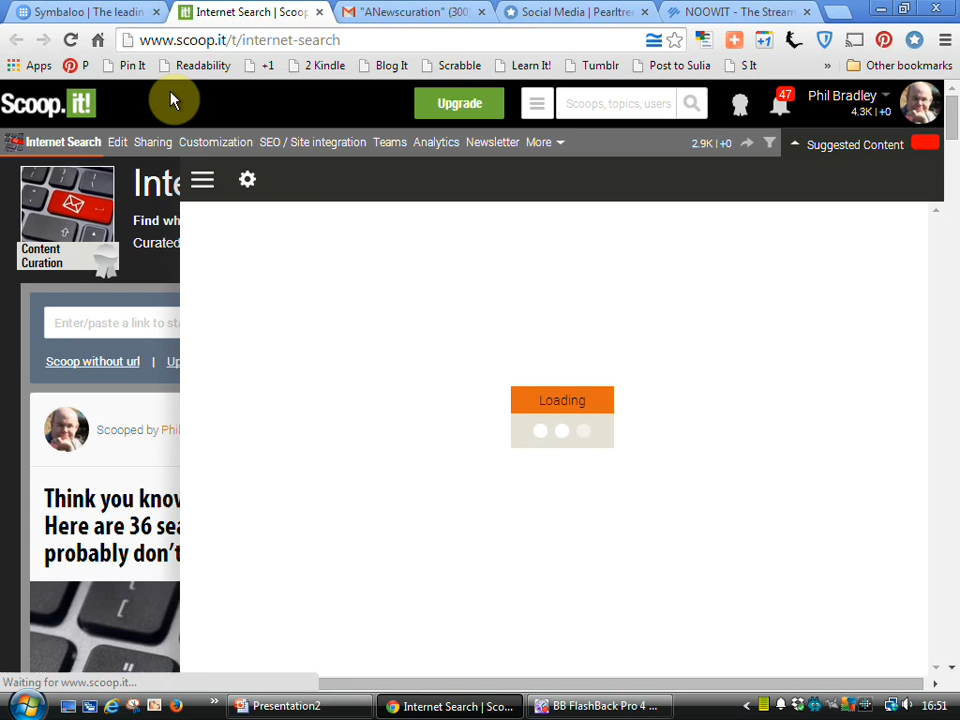 Symbaloo | The leadin
Internet Search | Scoop
"ANewscuration" (300)
Social Media | Pearltree
NOOWIT - The Stream
www.scoop.it/t/internet-search
Apps
P
Pin It
Readability
+1
2 Kindle
Blog It
Scrabble
Learn It!
Tumblr
Post to Sulia
S It
»
Other bookmarks
Scoop.it!
Upgrade
Scoops, topics, users
47
Phil Bradley
4.3K | +0
Internet Search
Edit
Sharing
Customization
SEO / Site integration
Teams
Analytics
Newsletter
More
2.9K | +0
Suggested Content
Inte
Find wh
Curated
Content
Curation
Enter/paste a link to sta
Scoop without url | Up
Scooped by Phi
Think you know
Here are 36 sea
probably don't
Loading
Waiting for www.scoop.it...
Presentation2
Internet Search | Sco...
BB FlashBack Pro 4 ...
16:51